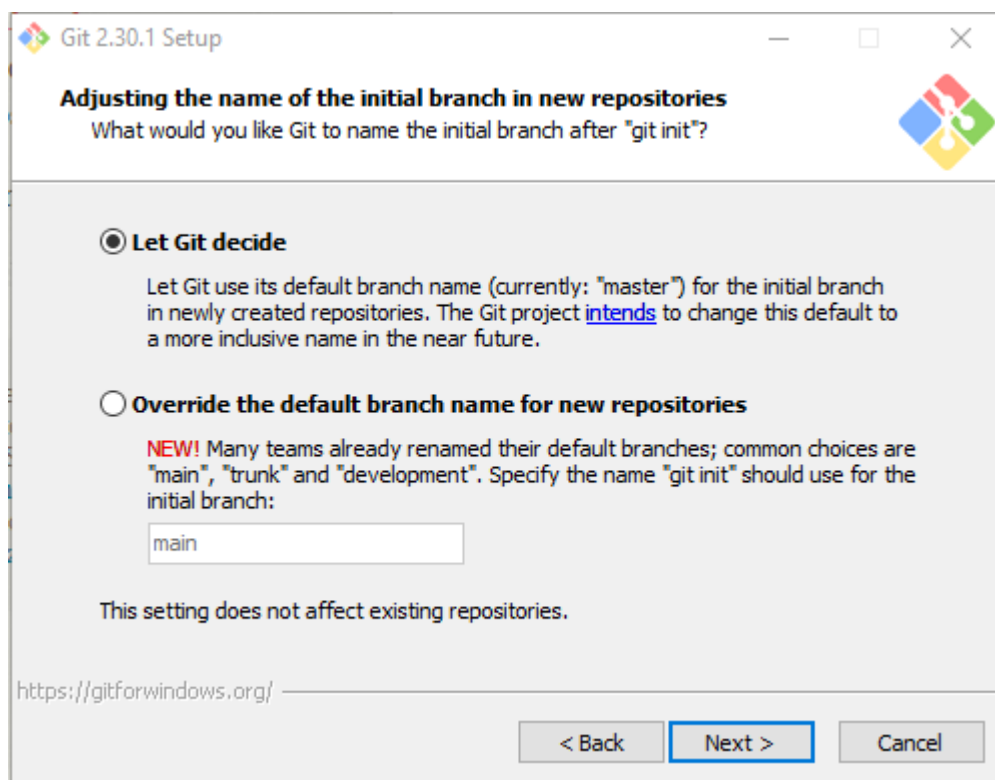 Git 2.30.1 Setup
Adjusting the name of the initial branch in new repositories
What would you like Git to name the initial branch after "git init"?
Let Git decide
Let Git use its default branch name (currently: "master") for the initial branch
in newly created repositories. The Git project intends to change this default to
a more inclusive name in the near future.
Override the default branch name for new repositories
NEW! Many teams already renamed their default branches; common choices are
"main", "trunk" and "development". Specify the name "git init" should use for the
initial branch:
main
This setting does not affect existing repositories.
https://gitforwindows.org/
< Back
Next >
Cancel